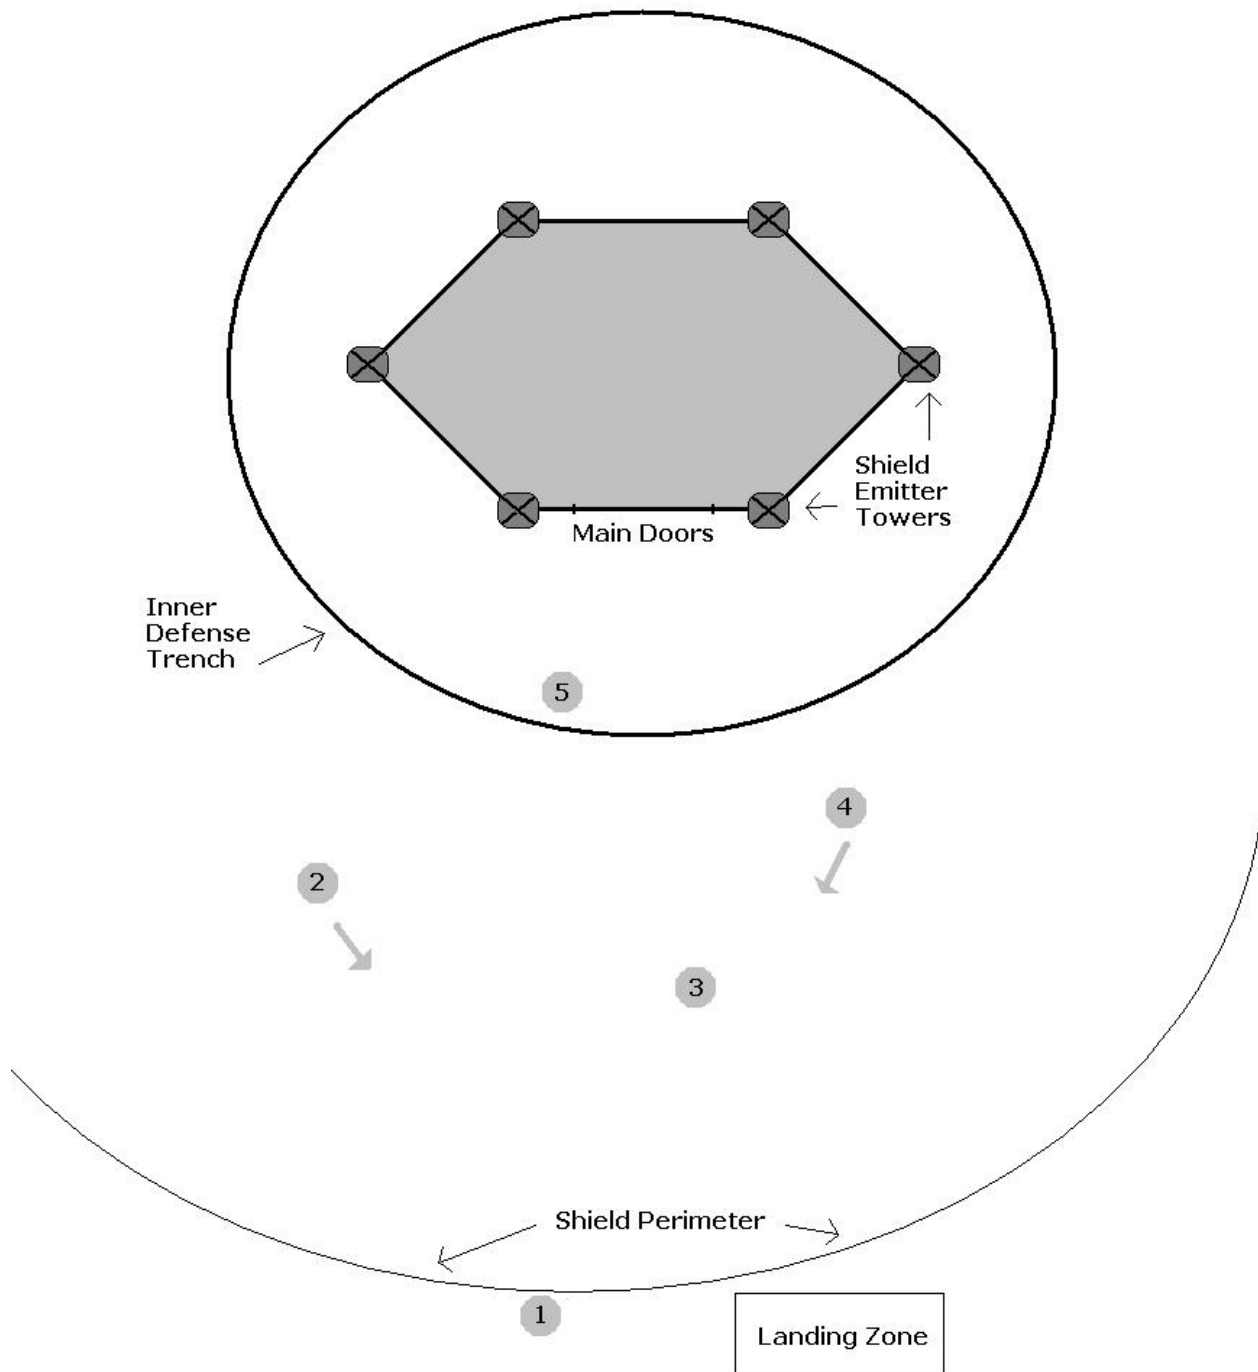 Shield
Emitter
Towers
Main Doors
Inner
Defense
Trench
5
4
2
3
Shield Perimeter
1
Landing Zone